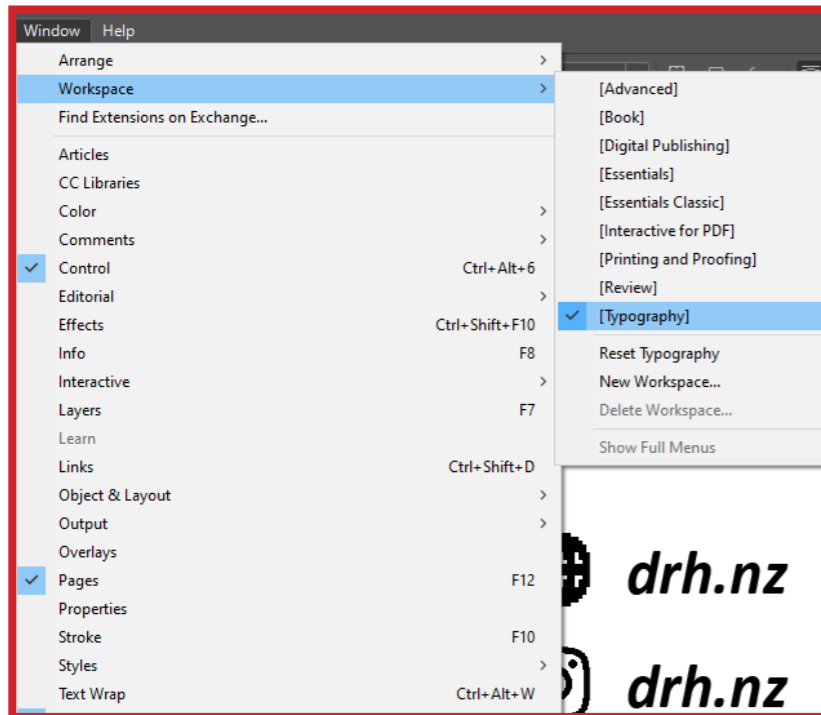 Window Help
Arrange
Workspace
Find Extensions on Exchange...
Articles
CC Libraries
Color
Comments
Control Ctrl+Alt+6
Editorial
Effects Ctrl+Shift+F10
Info F8
Interactive
Layers F7
Learn
Links Ctrl+Shift+D
Object & Layout
Output
Overlays
Pages F12
Properties
Stroke F10
Styles
Text Wrap Ctrl+Alt+W
[Advanced]
[Book]
[Digital Publishing]
[Essentials]
[Essentials Classic]
[Interactive for PDF]
[Printing and Proofing]
[Review]
[Typography]
Reset Typography
New Workspace...
Delete Workspace...
Show Full Menus
drh.nz
drh.nz